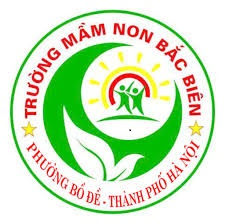 TRƯỜNG MẦM NON BẮC BIÊN
PHƯỜNG BỒ ĐỀ - THÀNH PHỐ HÀ NỘI